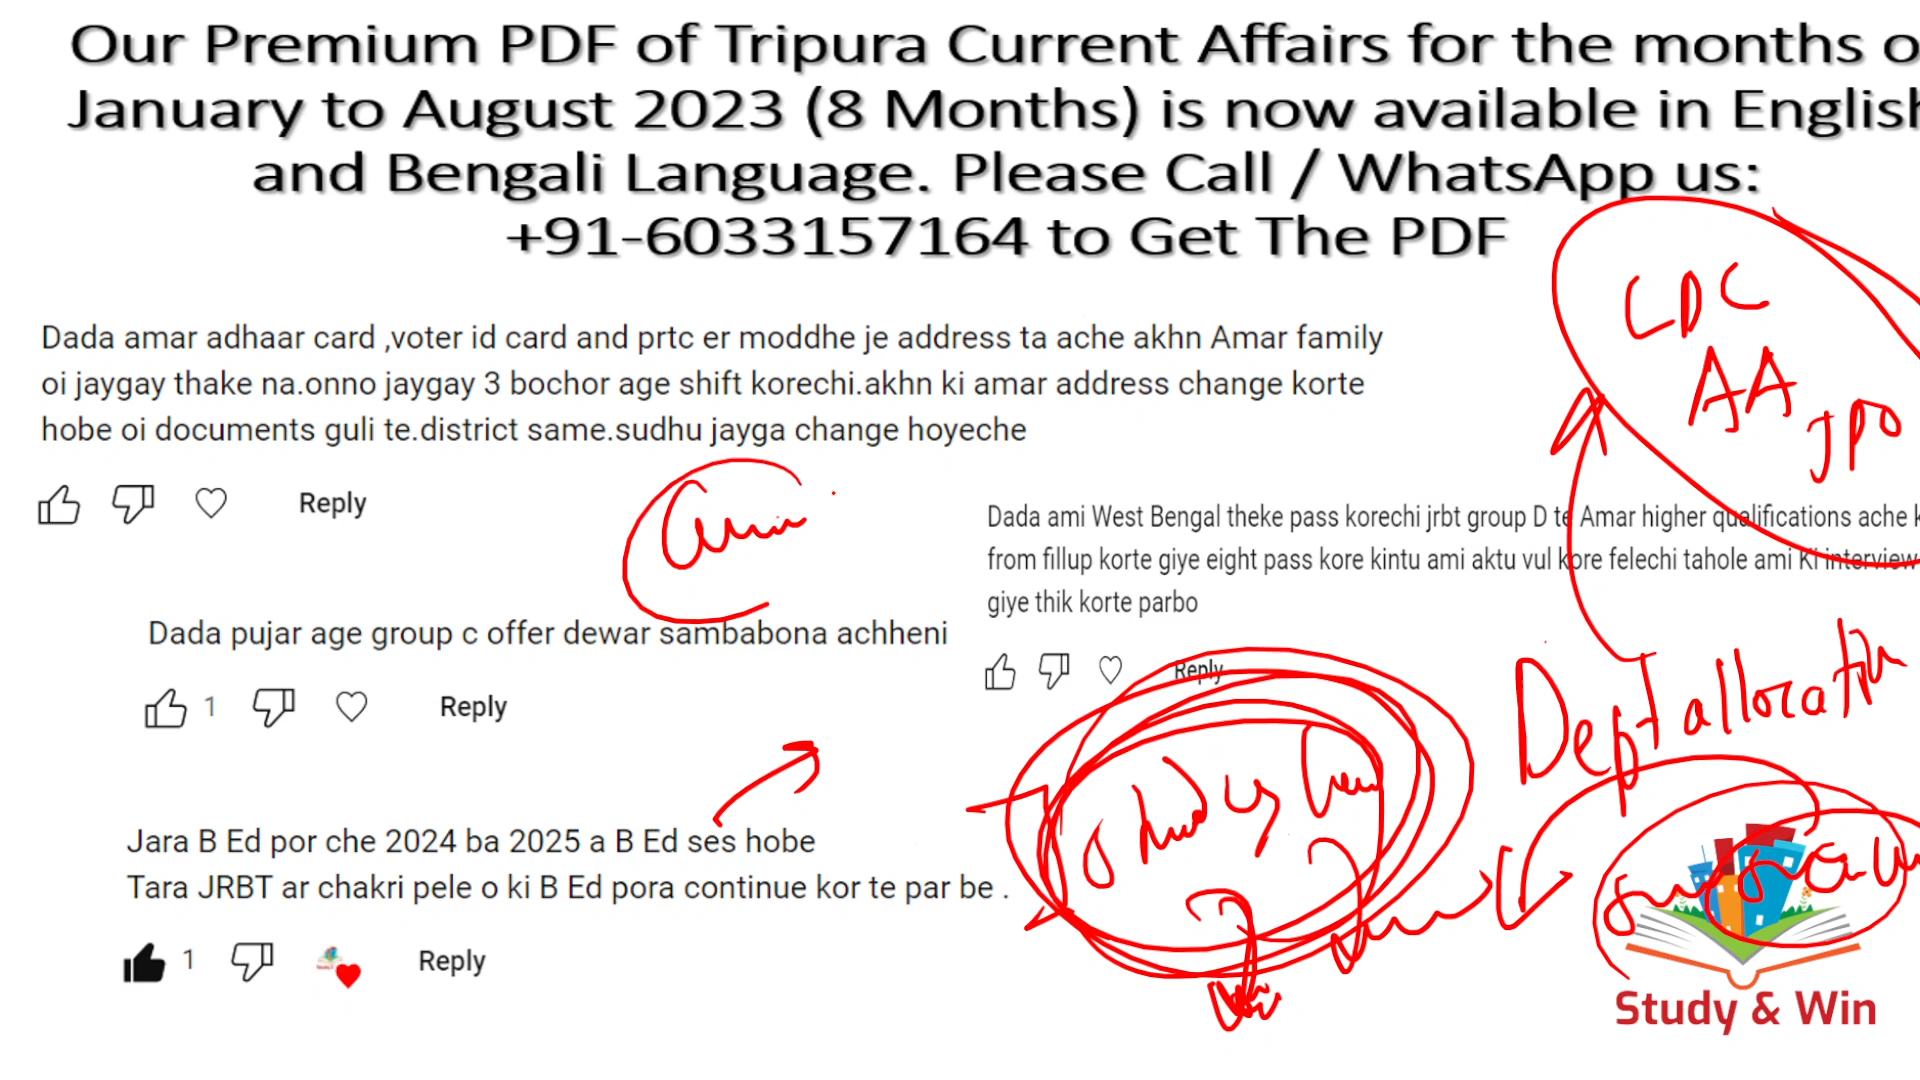 Our Premium PDF of Tripura Current Affairs for the months o
January to August 2023 (8 Months) is now available in English
and Bengali Language. Please Call / WhatsApp us:
+91-6033157164 to Get The PDF
Dada amar adhaar card ,voter id card and prtc er moddhe je address ta ache akhn Amar family
oi jaygay thake na.onno jaygay 3 bochor age shift korechi.akhn ki amar address change korte
hobe oi documents guli te.district same.sudhu jayga change hoyeche
Reply
LDC
AA
JPO
Dada ami West Bengal theke pass korechi jrbt group D te Amar higher qualifications ache k
from fillup korte giye eight pass kore kintu ami aktu vul kore felechi tahole ami Ki interview
giye thik korte parbo
Reply
Dada pujar age group c offer dewar sambabona achheni
1
Reply
Dept allocation
Jara B Ed por che 2024 ba 2025 a B Ed ses hobe
Tara JRBT ar chakri pele o ki B Ed pora continue kor te par be .
1
Reply
Study & Win